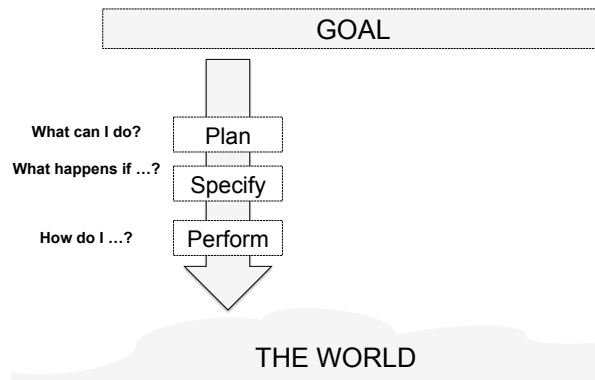 GOAL
What can I do?
Plan
What happens if …?
Specify
How do I …?
Perform
THE WORLD